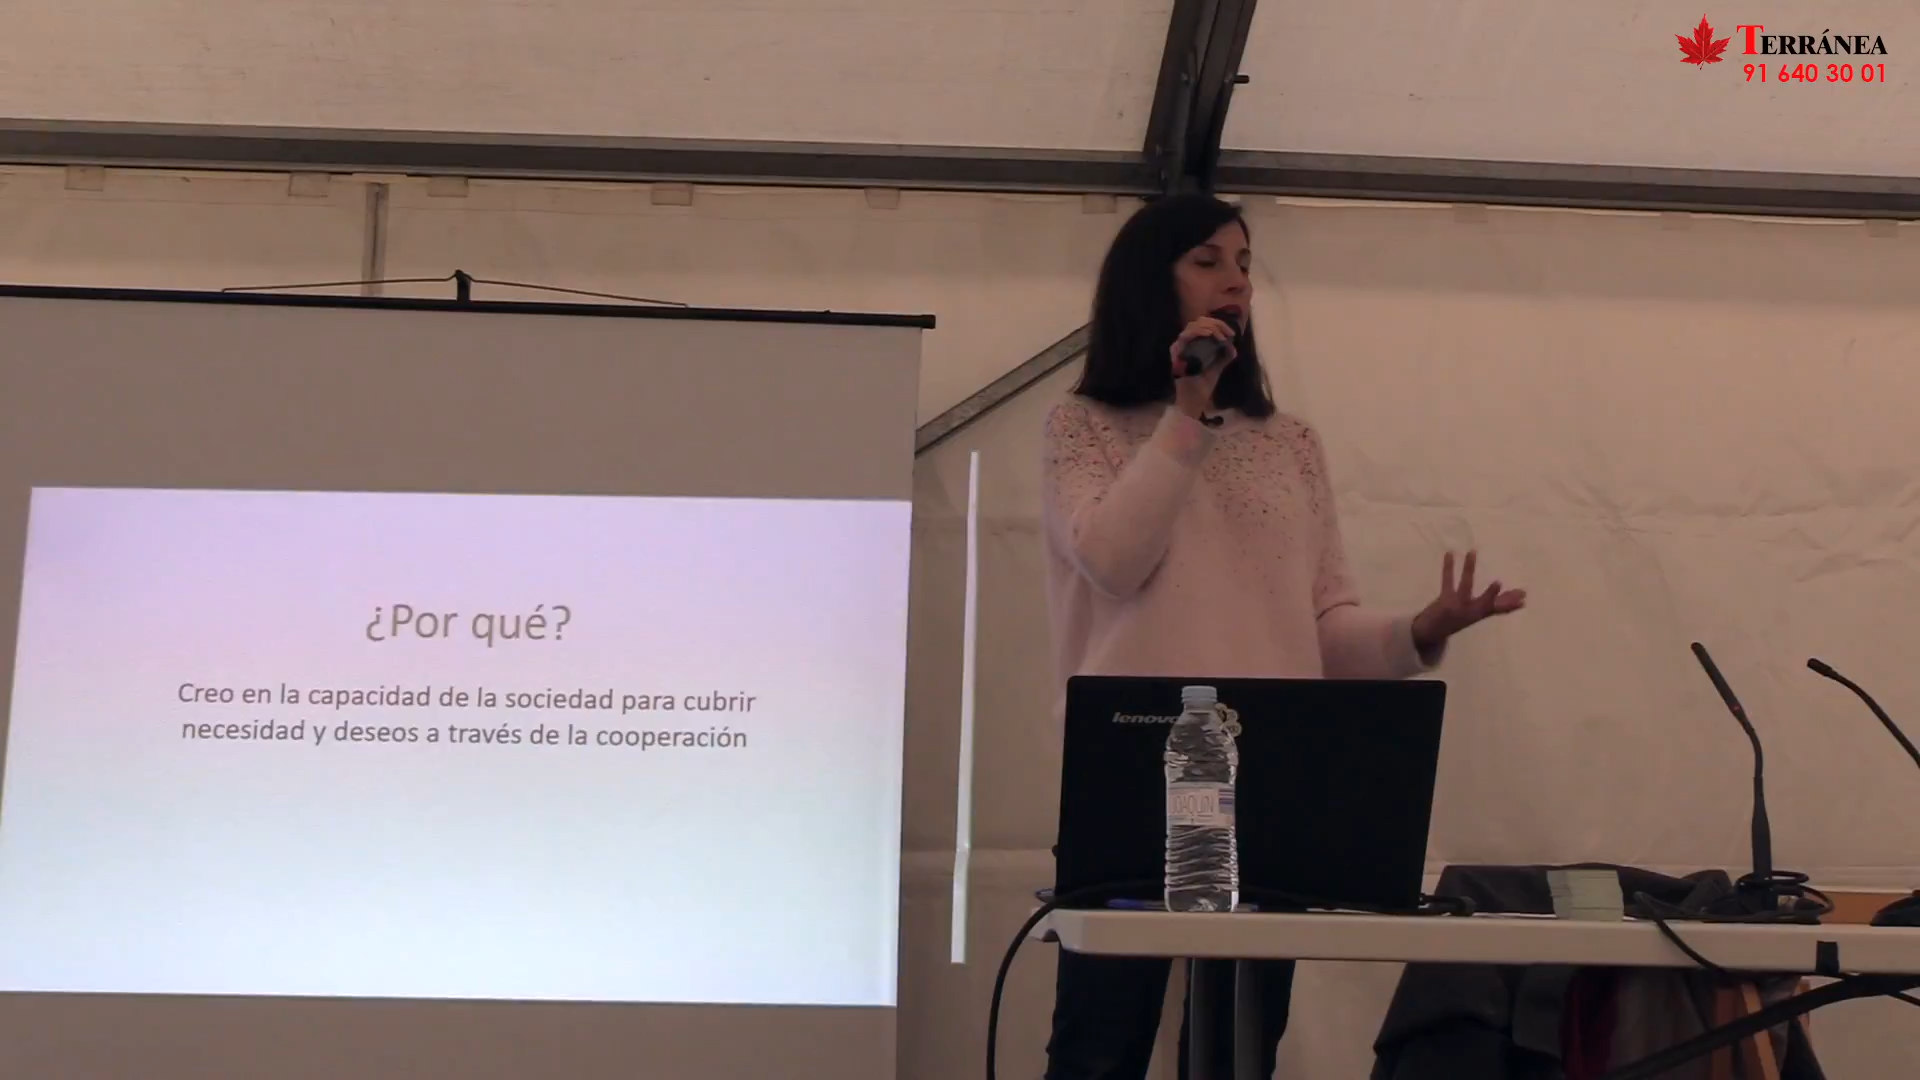 TERRÁNEA
91 640 30 01
¿Por qué?
Creo en la capacidad de la sociedad para cubrir
necesidad y deseos a través de la cooperación
lenovo
JOAQUIN